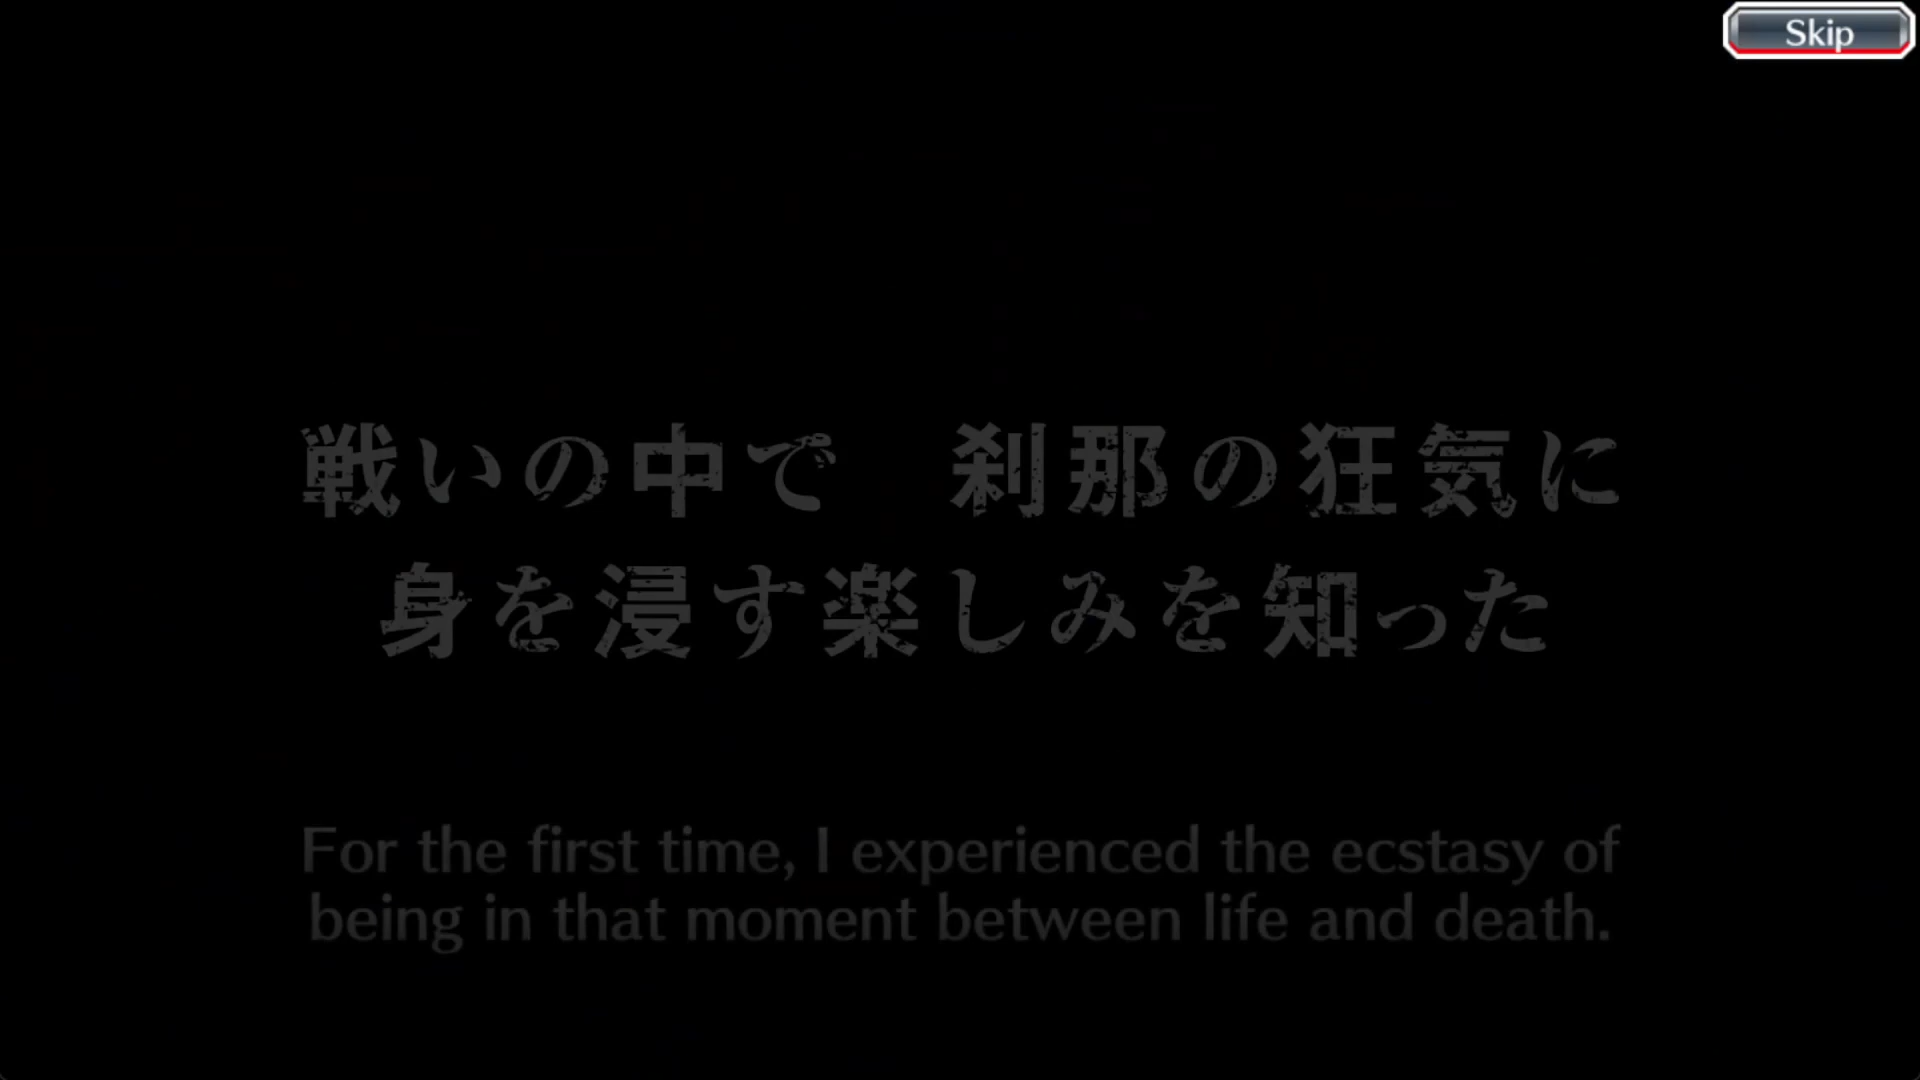 Skip
戦いの中で　刹那の狂気に
身を浸す楽しみを知った
For the first time, I experienced the ecstasy of
being in that moment between life and death.